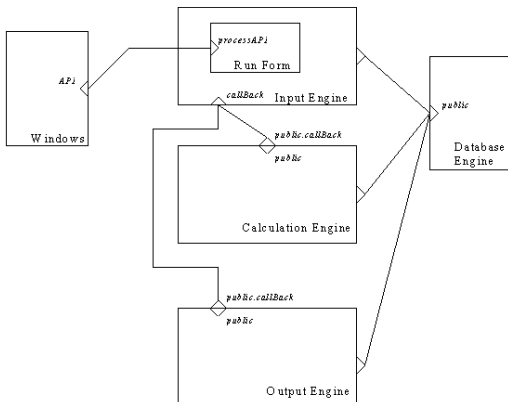 processAPI
Run Form
API
Windows
Input Engine
callBack
public
Database
Engine
public.callBack
public
Calculation Engine
public.callBack
public
Output Engine